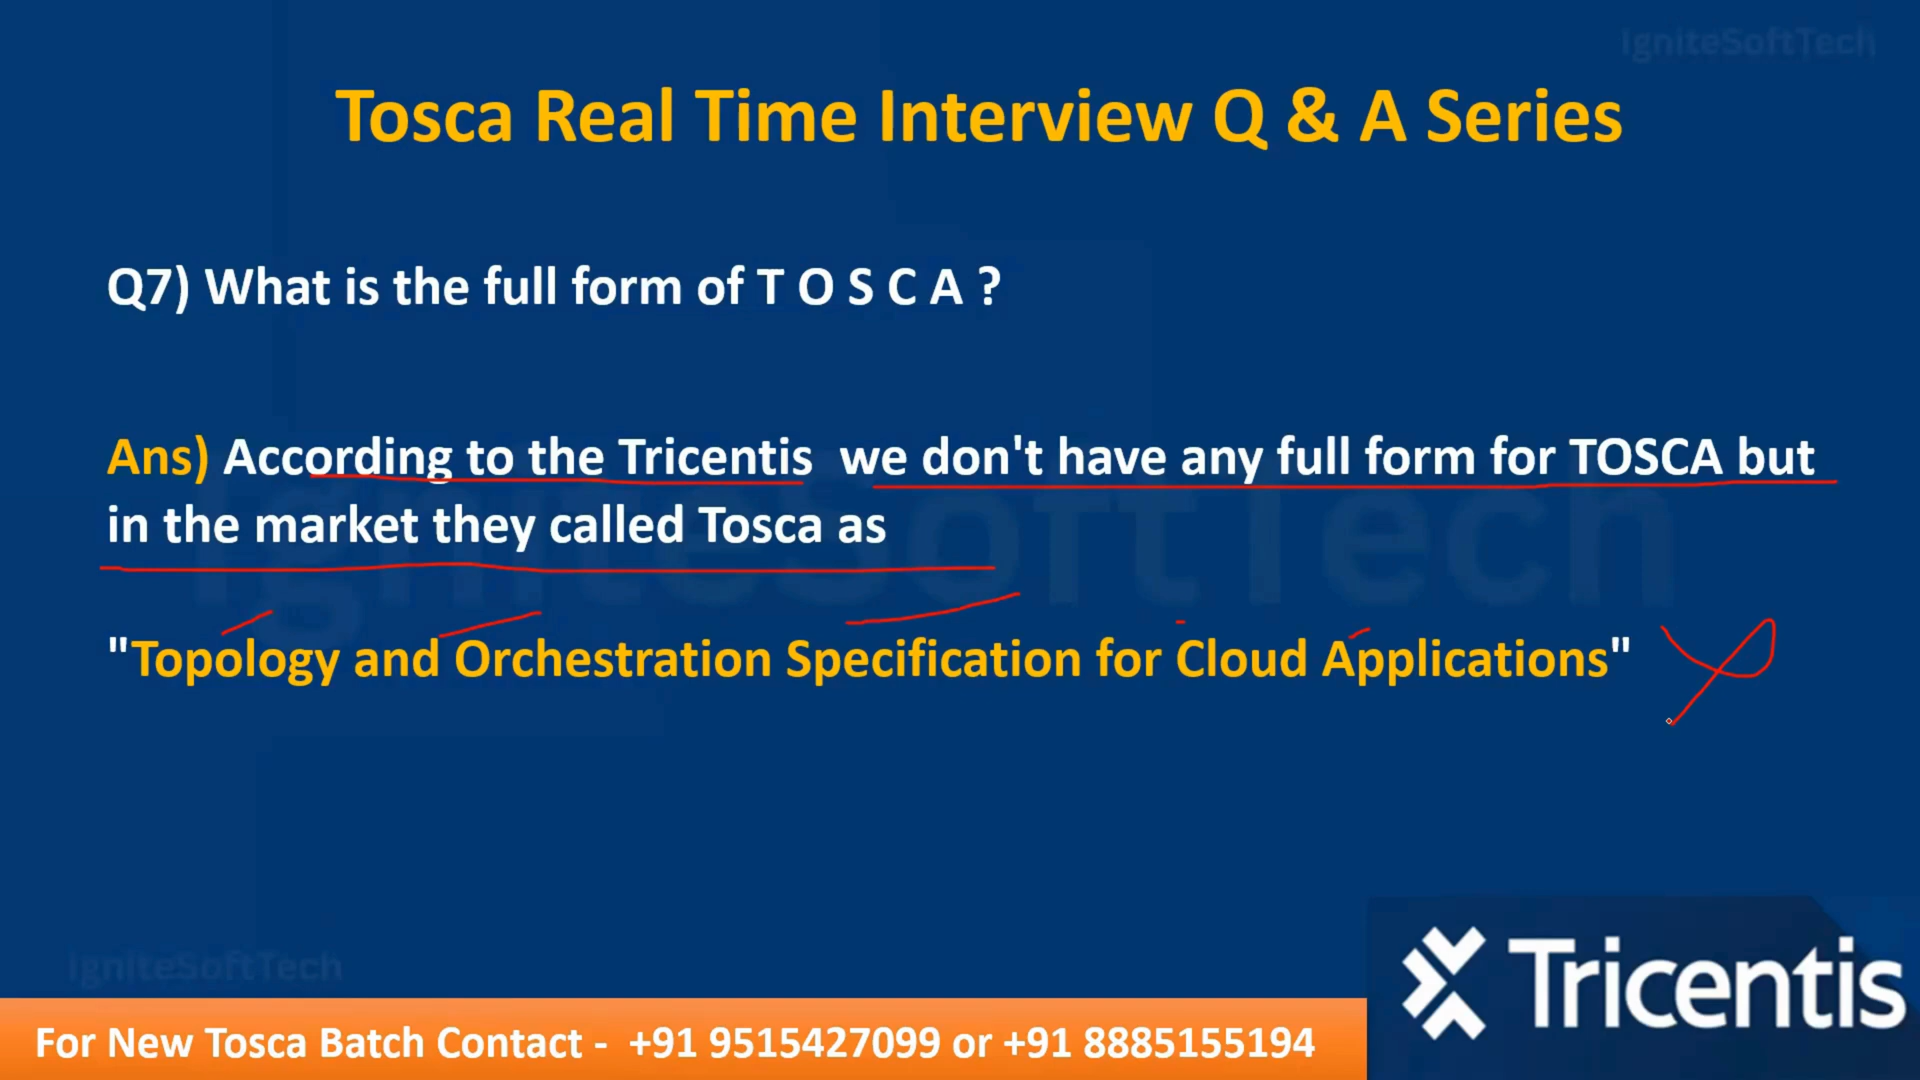 IgniteSoftTech
Tosca Real Time Interview Q & A Series
Q7) What is the full form of T O S C A ?
Ans) According to the Tricentis we don't have any full form for TOSCA but
in the market they called Tosca as
IgniteSoftTech
"Topology and Orchestration Specification for Cloud Applications"
IgniteSoftTech
Tricentis
For New Tosca Batch Contact - +91 9515427099 or +91 8885155194